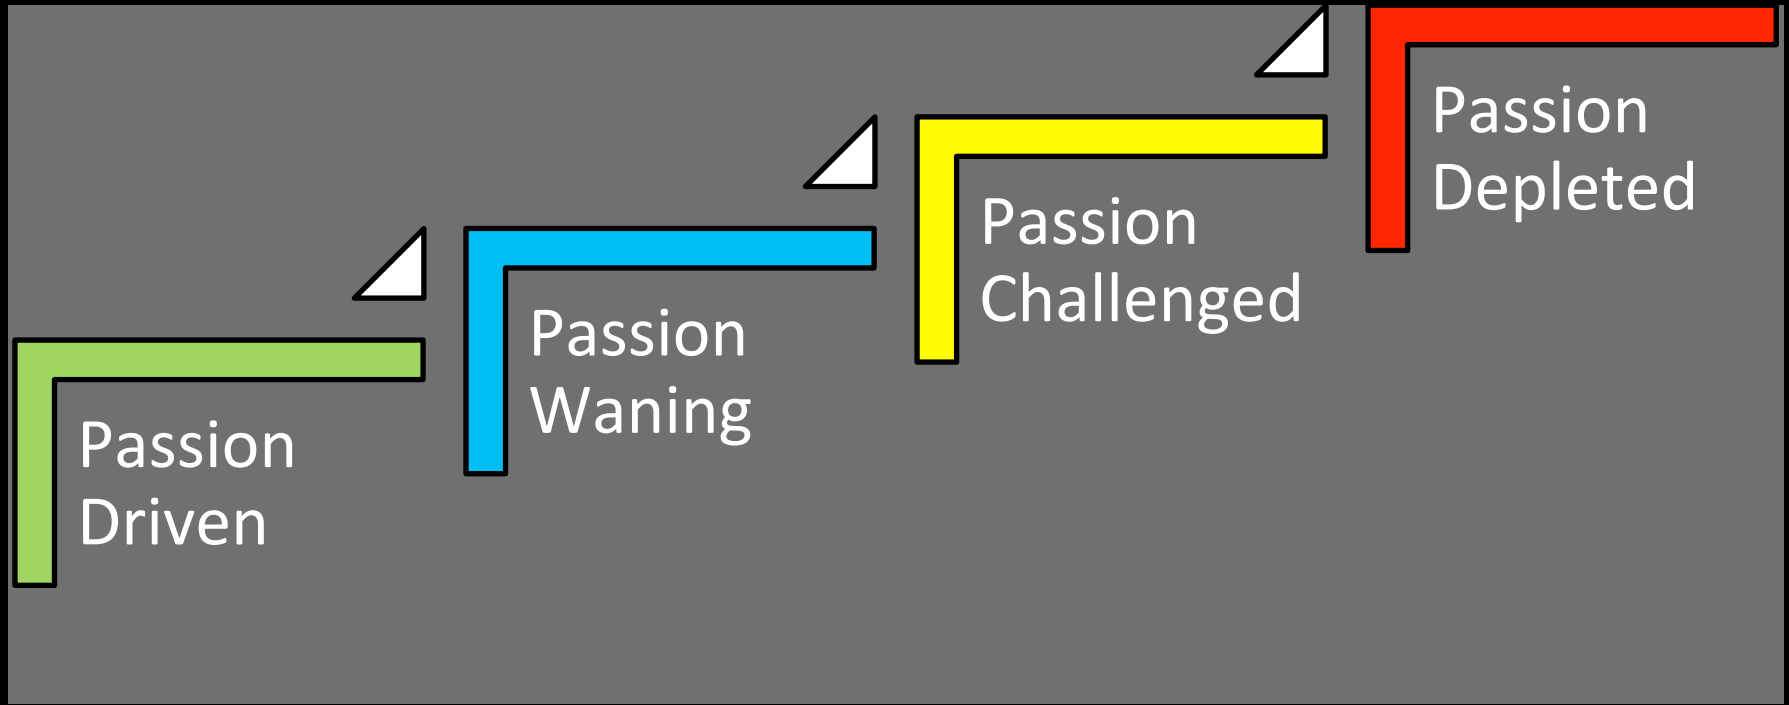 Passion
Driven
Passion
Waning
Passion
Challenged
Passion
Depleted